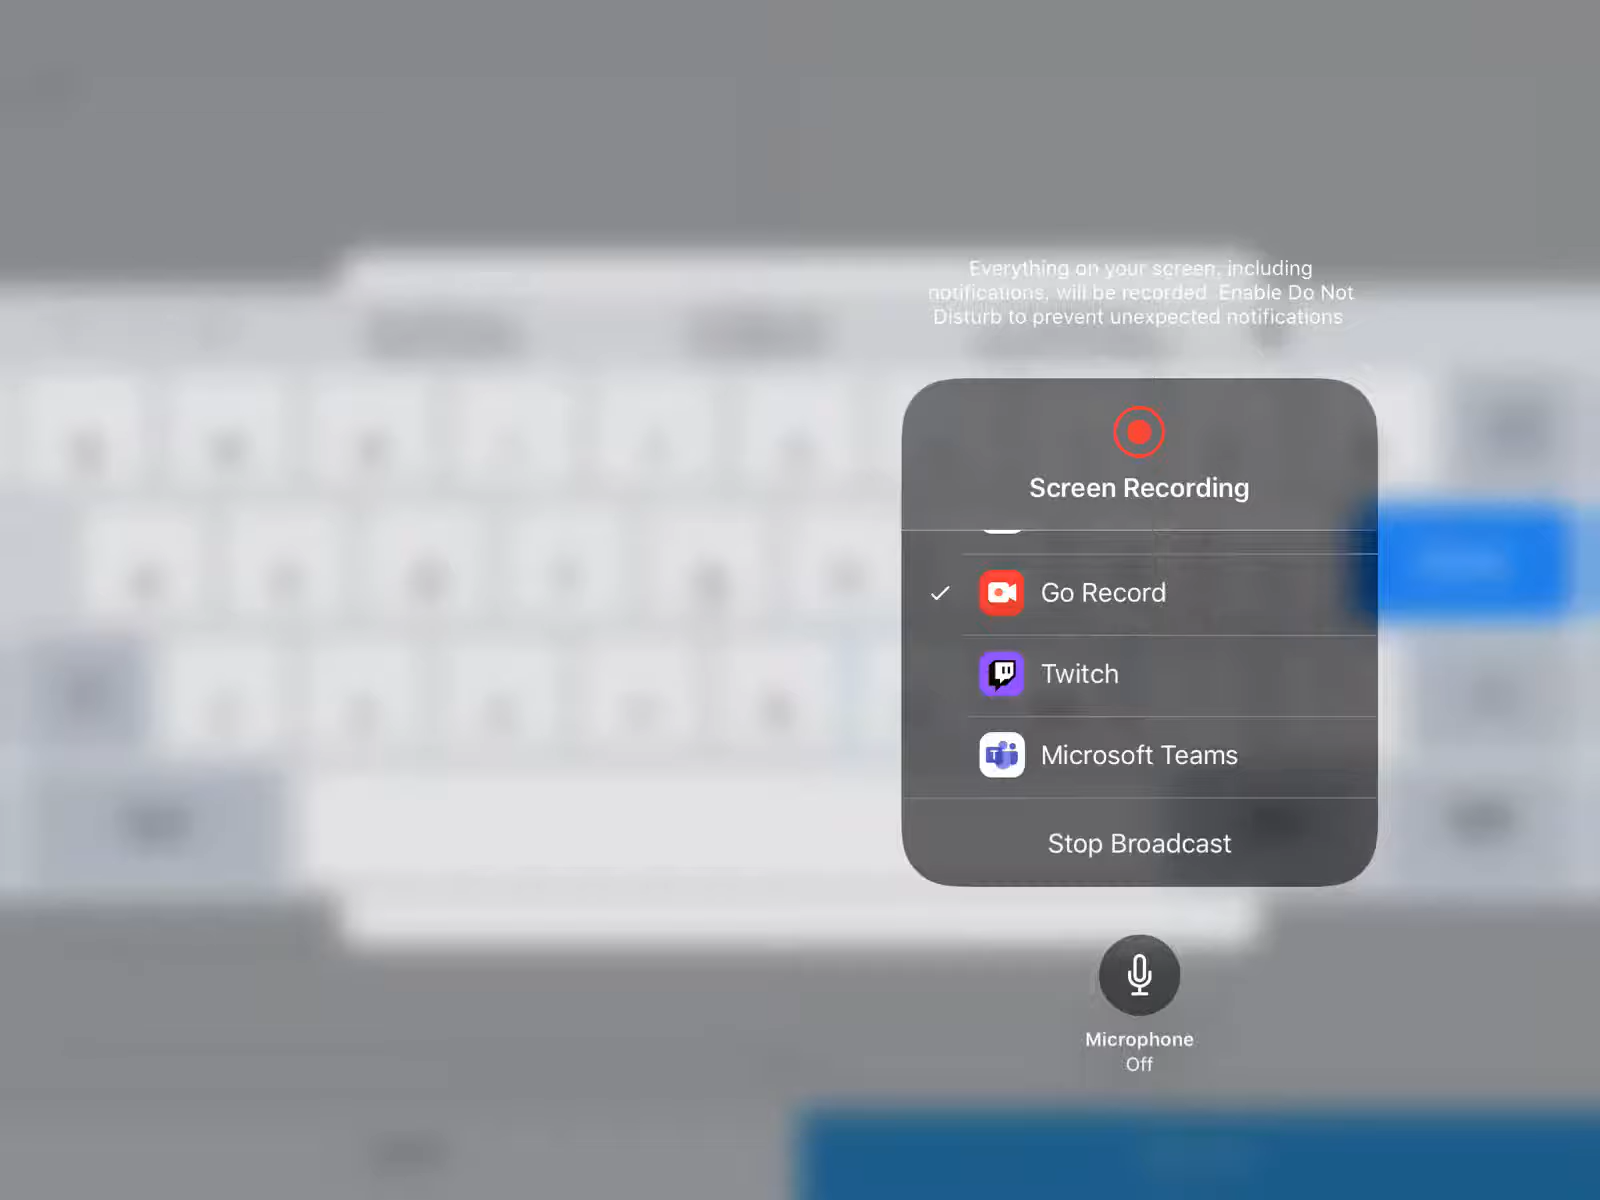 Everything on your screen, including
notifications, will be recorded. Enable Do Not
Disturb to prevent unexpected notifications
Screen Recording
Go Record
Twitch
Microsoft Teams
Stop Broadcast
Microphone
Off